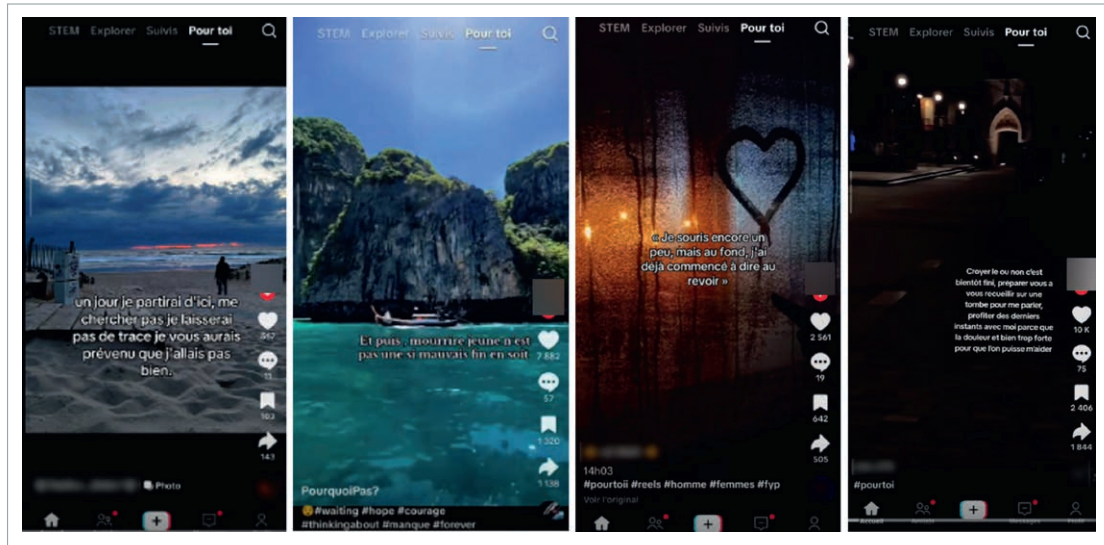 STEM Explorer Suivis Pour toi
un jour je partirai d'ici, me
chercher pas je laisserai
pas de trace je vous aurais
prévenu que j'allais pas
bien.
367
13
103
143
Photo
STEM Explorer Suivis Pour toi
Et puis , mourrire jeune n'est
pas une si mauvais fin en soit
7 882
57
1 320
1 138
PourquoiPas?
#waiting #hope #courage
#thinkingabout #manque #forever
STEM Explorer Suivis Pour toi
« Je souris encore un
peu, mais au fond, j'ai
déjà commencé à dire au
revoir »
2 561
19
642
505
14h03
#pourtoii #reels #homme #femmes #fyp
Voir l'original
STEM Explorer Suivis Pour toi
Croyer le ou non c'est
bientôt fini, preparer vous a
vous recueillir sur une
tombe pour me parler,
profiter des derniers
instants avec moi parce que
la douleur et bien trop forte
pour que l'on puisse m'aider
10 K
75
2 406
1 844
#pourtoi
Accueil